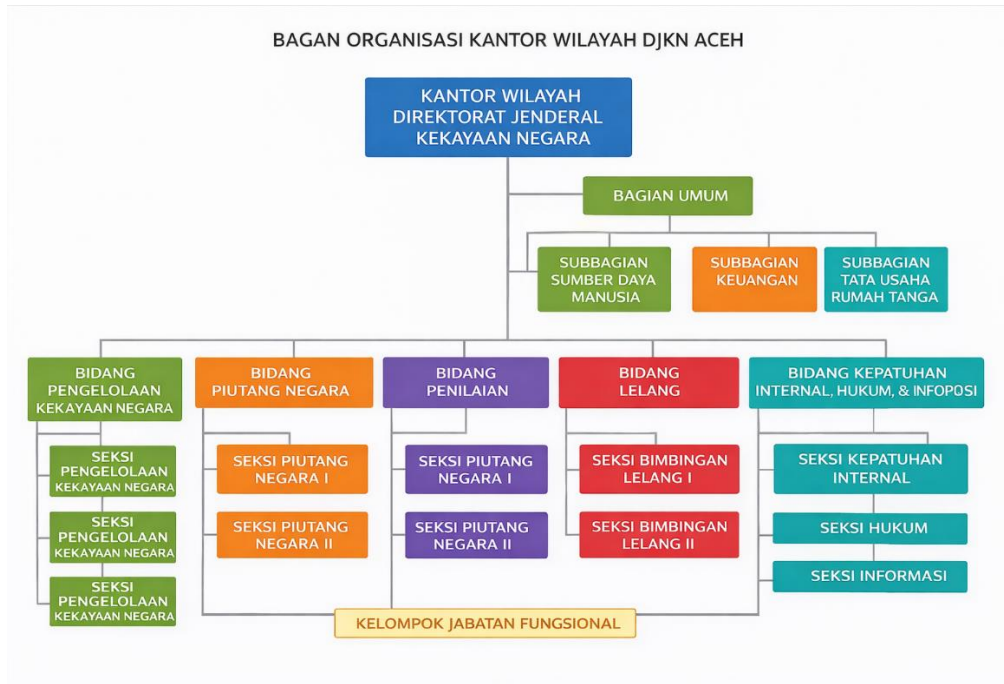 BAGAN ORGANISASI KANTOR WILAYAH DJKN ACEH
KANTOR WILAYAH
DIREKTORAT JENDERAL
KEKAYAAN NEGARA
BAGIAN UMUM
SUBBAGIAN
SUMBER DAYA
MANUSIA
SUBBAGIAN
KEUANGAN
SUBBAGIAN
TATA USAHA
RUMAH TANGA
BIDANG
PENGELOLAAN
KEKAYAAN NEGARA
BIDANG
PIUTANG NEGARA
BIDANG
PENILAIAN
BIDANG
LELANG
BIDANG KEPATUHAN
INTERNAL, HUKUM, & INFOPOSI
SEKSI
PENGELOLAAN
KEKAYAAN NEGARA
SEKSI
PENGELOLAAN
KEKAYAAN NEGARA
SEKSI
PENGELOLAAN
KEKAYAAN NEGARA
SEKSI PIUTANG
NEGARA I
SEKSI PIUTANG
NEGARA II
SEKSI PIUTANG
NEGARA I
SEKSI PIUTANG
NEGARA II
SEKSI BIMBINGAN
LELANG I
SEKSI BIMBINGAN
LELANG II
SEKSI KEPATUHAN
INTERNAL
SEKSI HUKUM
SEKSI INFORMASI
KELOMPOK JABATAN FUNGSIONAL